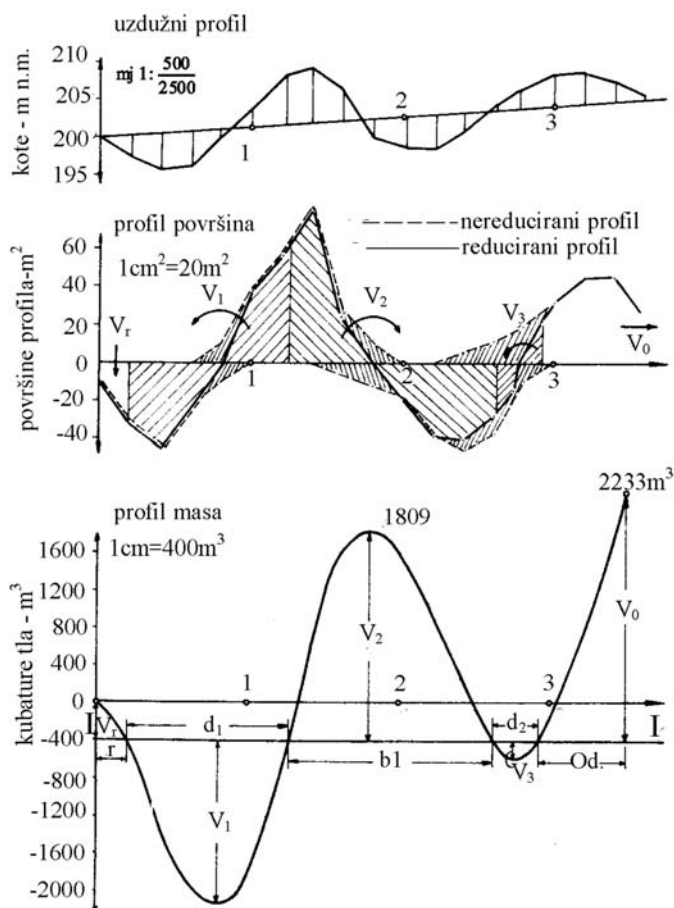 uzdužni profil
210
mj 1: 500/2500
205
200
195
kote - m n.m.
1
2
3
profil površina
1cm²=20m²
nereducirani profil
reducirani profil
60
40
20
0
-20
-40
površine profila-m²
Vr
V1
V2
V3
V0
1
2
3
profil masa
1cm=400m³
1809
2233m³
1600
1200
800
400
0
-400
-800
-1200
-1600
-2000
kubature tla - m³
1
2
3
I
Vr
r
d1
V1
V2
b1
d2
V3
Od.
V0
I